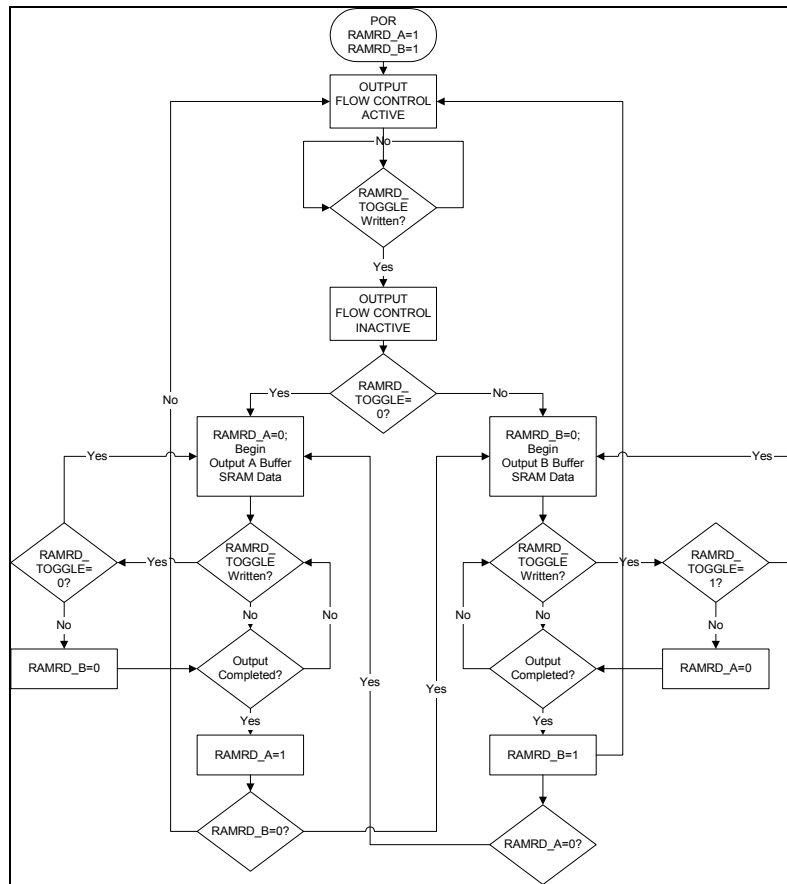 POR
RAMRD_A=1
RAMRD_B=1
OUTPUT
FLOW CONTROL
ACTIVE
No
RAMRD_
TOGGLE
Written?
Yes
OUTPUT
FLOW CONTROL
INACTIVE
No
Yes
RAMRD_
TOGGLE=
0?
No
RAMRD_A=0;
Begin
Output A Buffer
SRAM Data
RAMRD_B=0;
Begin
Output B Buffer
SRAM Data
Yes
Yes
RAMRD_
TOGGLE=
0?
Yes
RAMRD_
TOGGLE
Written?
RAMRD_
TOGGLE
Written?
Yes
RAMRD_
TOGGLE=
1?
No
No
No
No
No
No
RAMRD_B=0
Output
Completed?
Yes
Yes
Output
Completed?
RAMRD_A=0
Yes
Yes
RAMRD_A=1
RAMRD_B=1
RAMRD_B=0?
RAMRD_A=0?